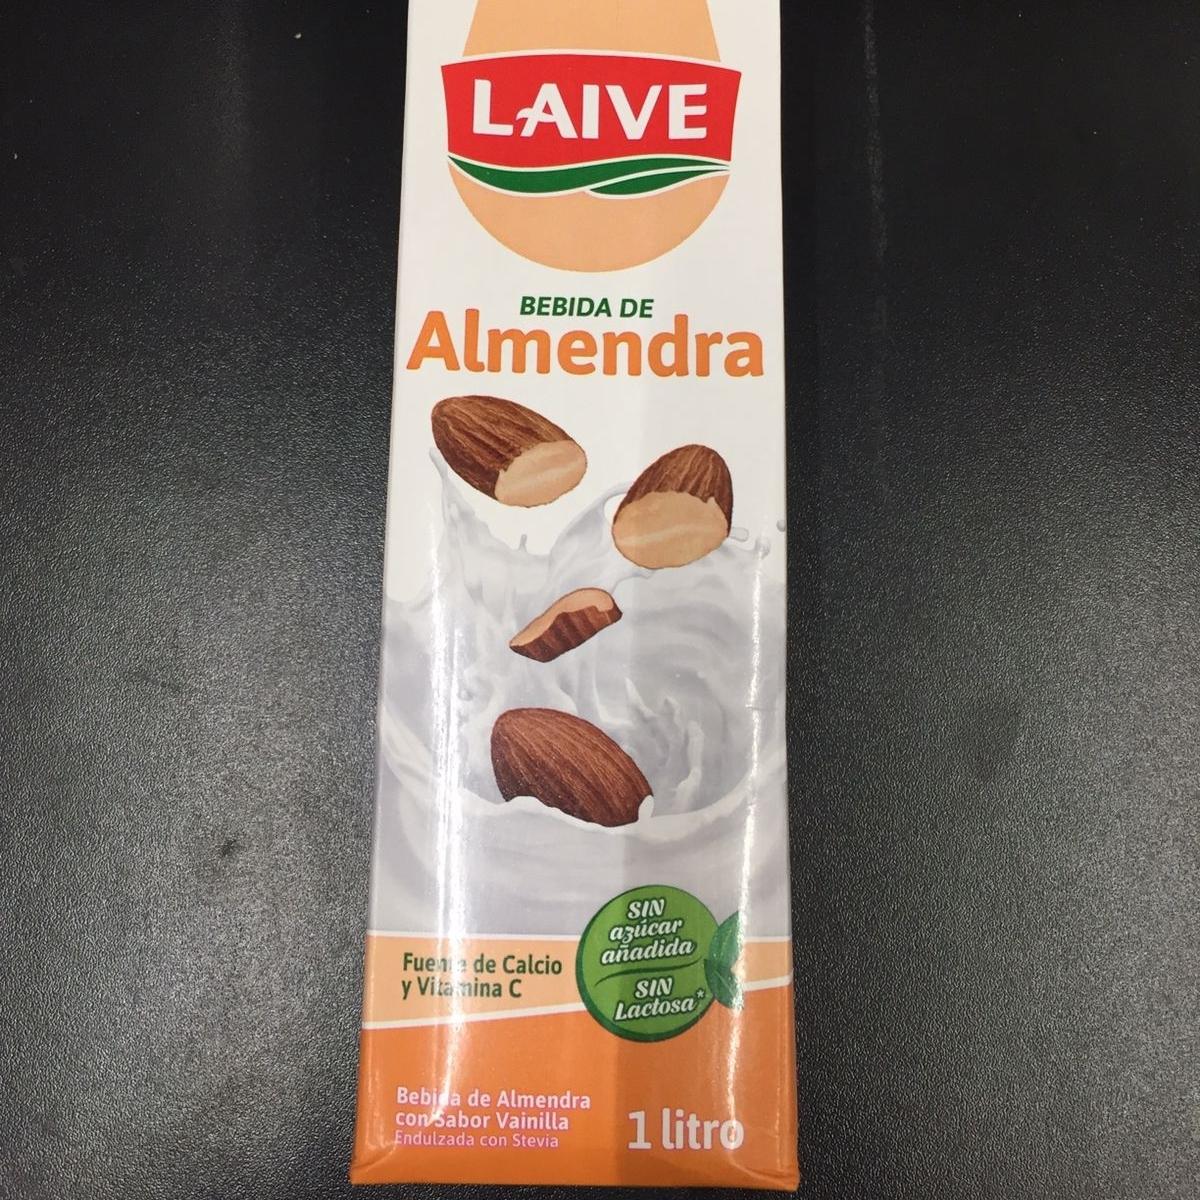 LAIVE
BEBIDA DE
Almendra
SIN
azúcar
añadida
SIN
Lactosa*
Fuente de Calcio
y Vitamina C
Bebida de Almendra
con Sabor Vainilla
Endulzada con Stevia
1 litro